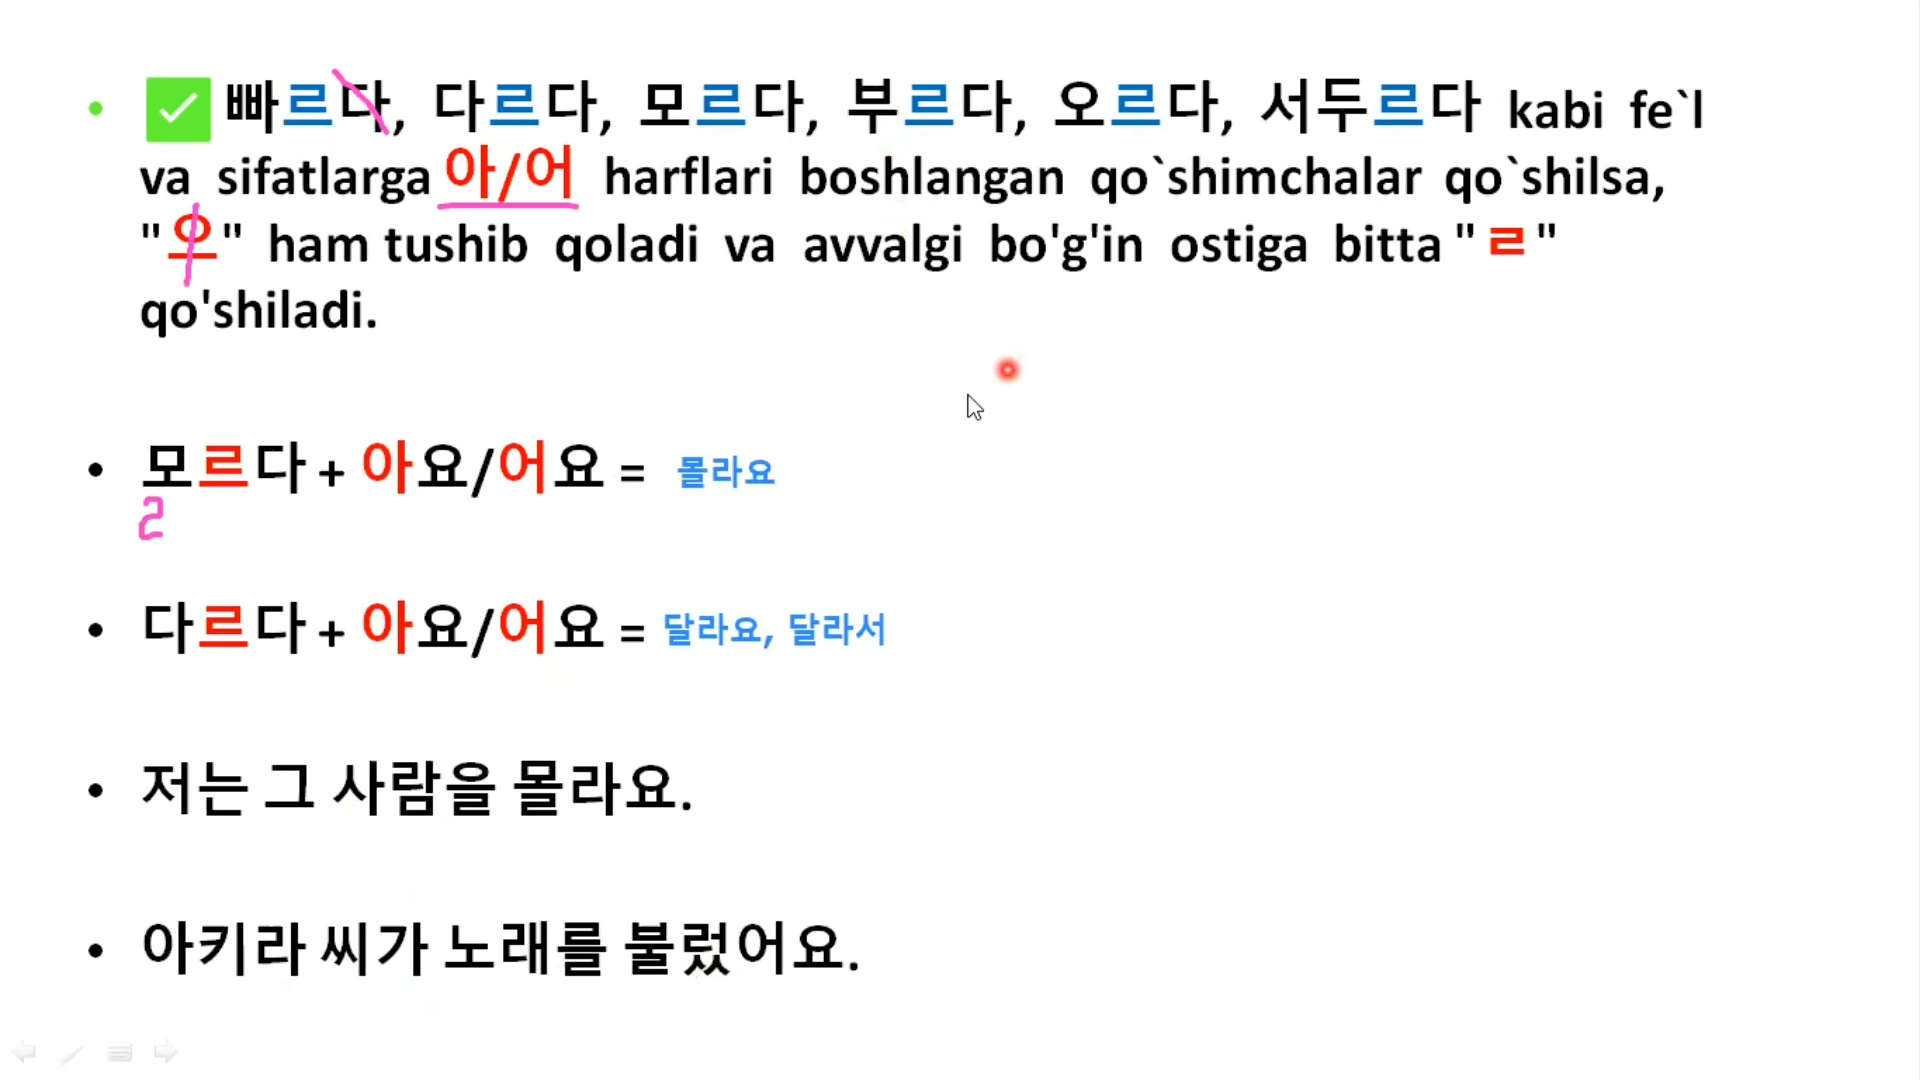 ✅ 빠르다, 다르다, 모르다, 부르다, 오르다, 서두르다 kabi fe`l
va sifatlarga 아/어 harflari boshlangan qo`shimchalar qo`shilsa,
"으" ham tushib qoladi va avvalgi bo'g'in ostiga bitta "ㄹ"
qo'shiladi.
모르다 + 아요/어요 = 몰라요
ㄹ
다르다 + 아요/어요 = 달라요, 달라서
저는 그 사람을 몰라요.
아키라 씨가 노래를 불렀어요.